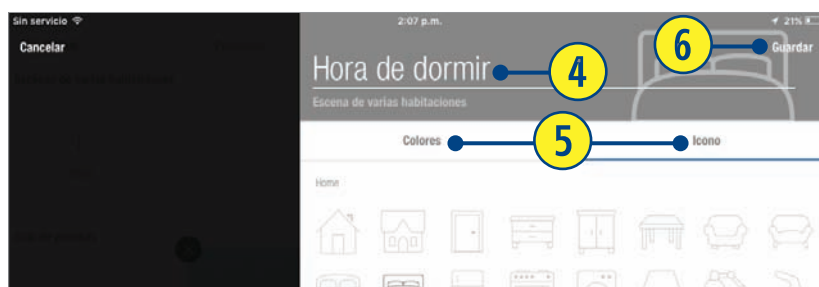 Sin servicio 2:07 p.m. 21%
Cancelar
Guardar
6
Hora de dormir
4
Escena de varias habitaciones
Colores
5
Icono
Home